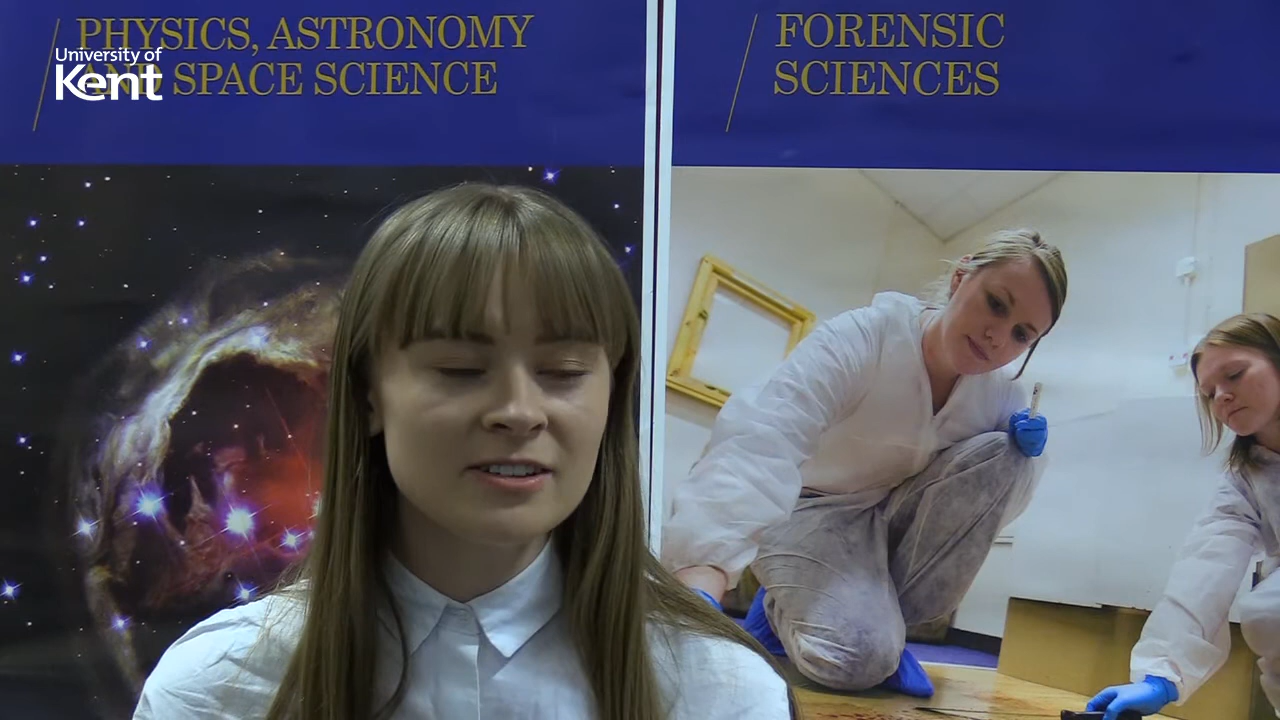 PHYSICS, ASTRONOMY
AND SPACE SCIENCE
University of
Kent
FORENSIC
SCIENCES